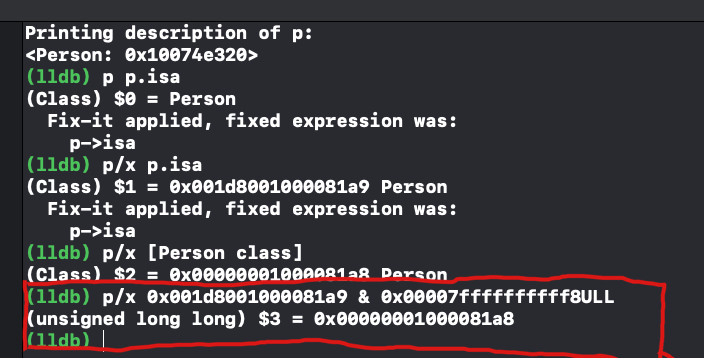 Printing description of p:
<Person: 0x10074e320>
(lldb) p p.isa
(Class) $0 = Person
  Fix-it applied, fixed expression was:
    p->isa
(lldb) p/x p.isa
(Class) $1 = 0x001d8001000081a9 Person
  Fix-it applied, fixed expression was:
    p->isa
(lldb) p/x [Person class]
(Class) $2 = 0x00000001000081a8 Person
(lldb) p/x 0x001d8001000081a9 & 0x00007ffffffffff8ULL
(unsigned long long) $3 = 0x00000001000081a8
(lldb)